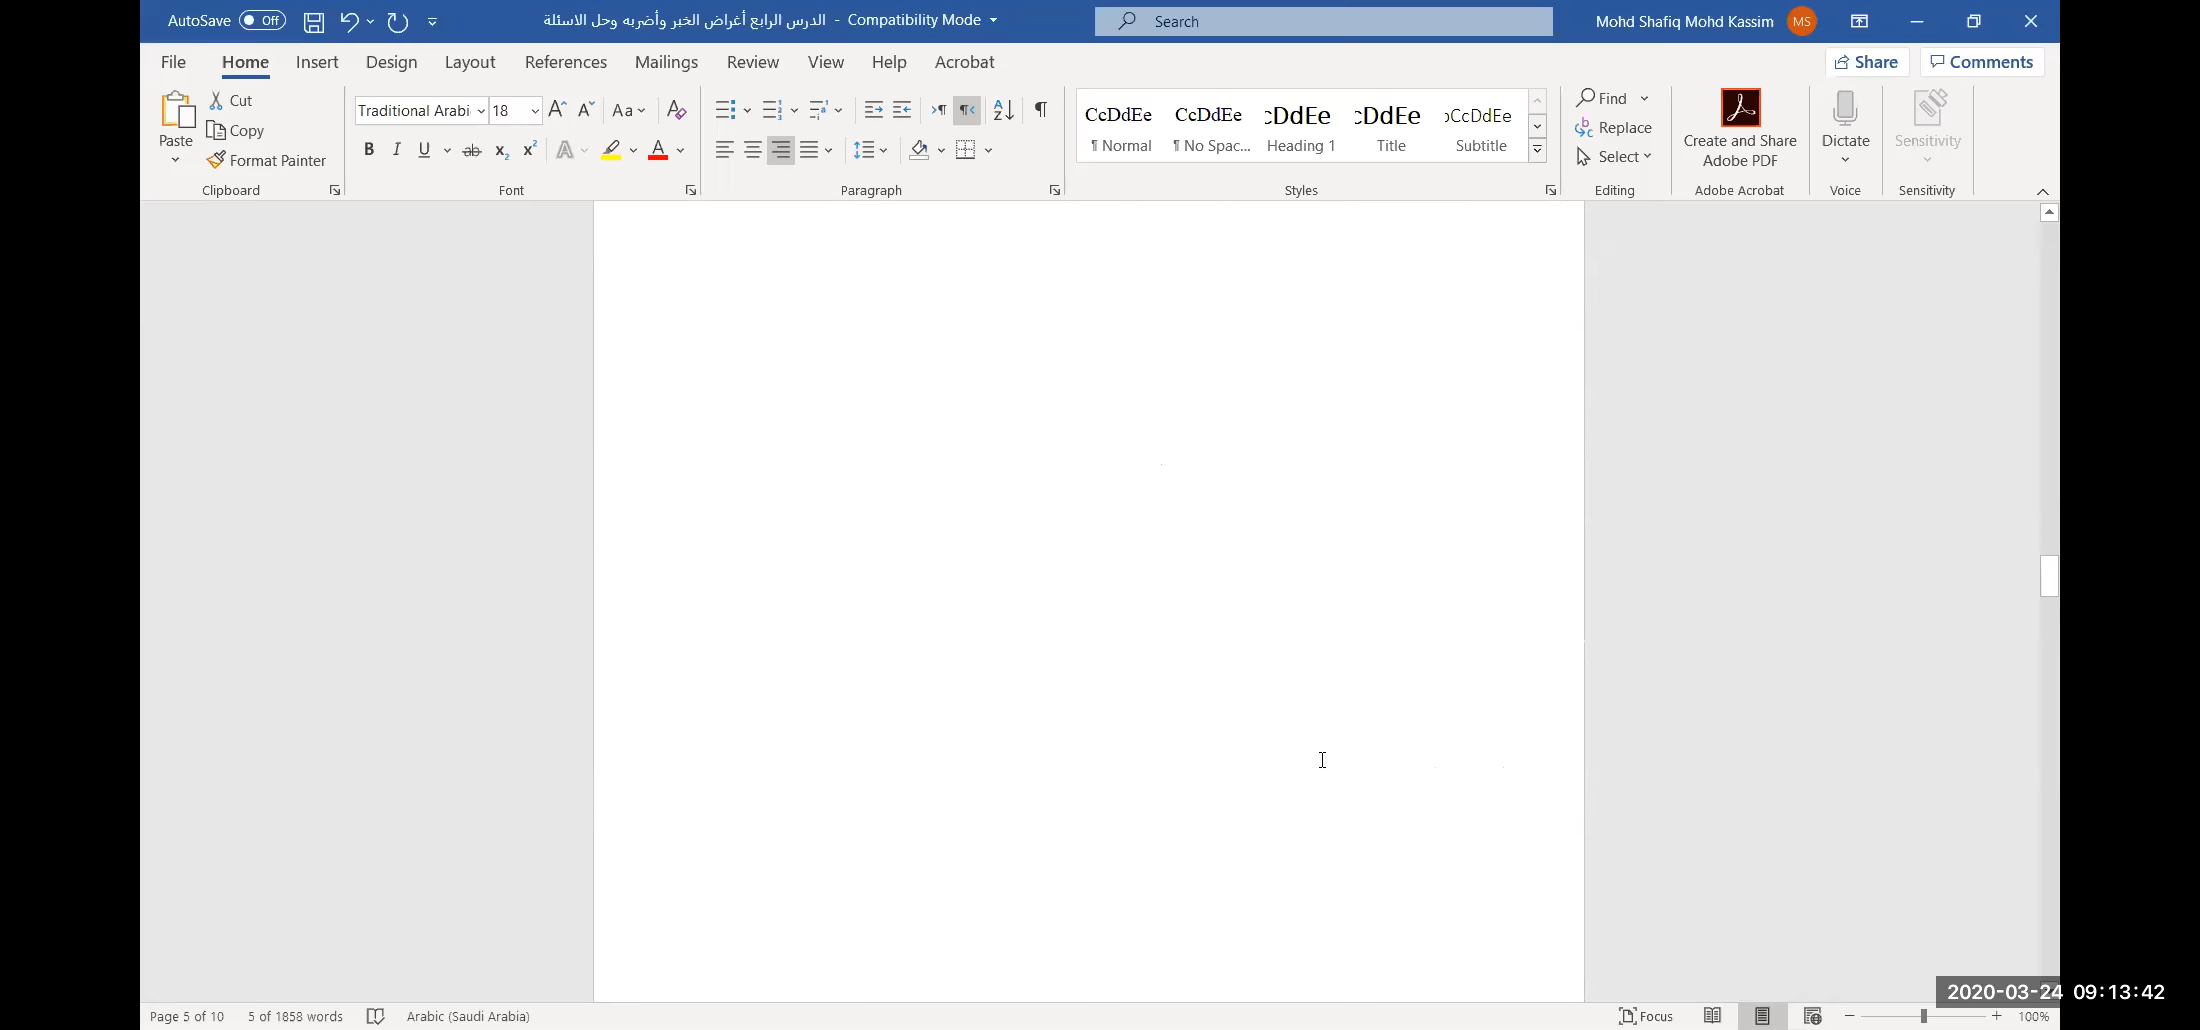 AutoSave Off الدرس الرابع أغراض الخبر وأضربه وحل الاسئلة - Compatibility Mode Search Mohd Shafiq Mohd Kassim MS
File Home Insert Design Layout References Mailings Review View Help Acrobat Share Comments
Paste
Cut
Copy
Format Painter
Clipboard
Traditional Arabi 18
Font
Paragraph
CcDdEe CcDdEe cDdEe cDdEe CcDdEe
¶ Normal ¶ No Spac... Heading 1 Title Subtitle
Styles
Find
Replace
Select
Editing
Create and Share
Adobe PDF
Adobe Acrobat
Dictate
Voice
Sensitivity
Sensitivity
2020-03-24 09:13:42
Page 5 of 10 5 of 1858 words Arabic (Saudi Arabia) Focus 100%